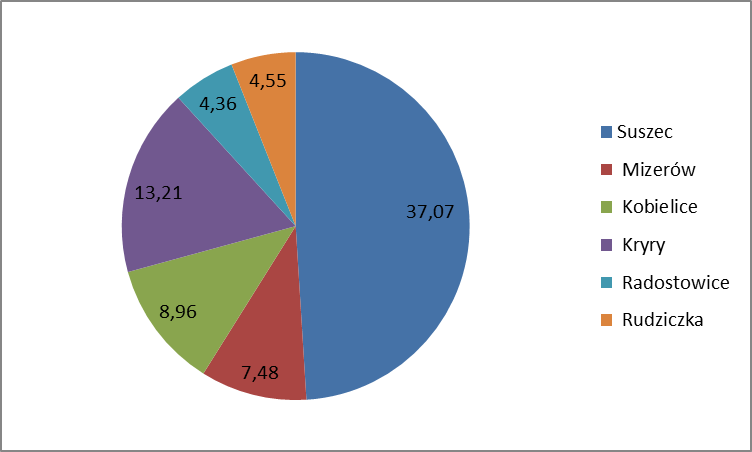 4,55
4,36
13,21
37,07
8,96
7,48
Suszec
Mizerów
Kobielice
Kryry
Radostowice
Rudziczka